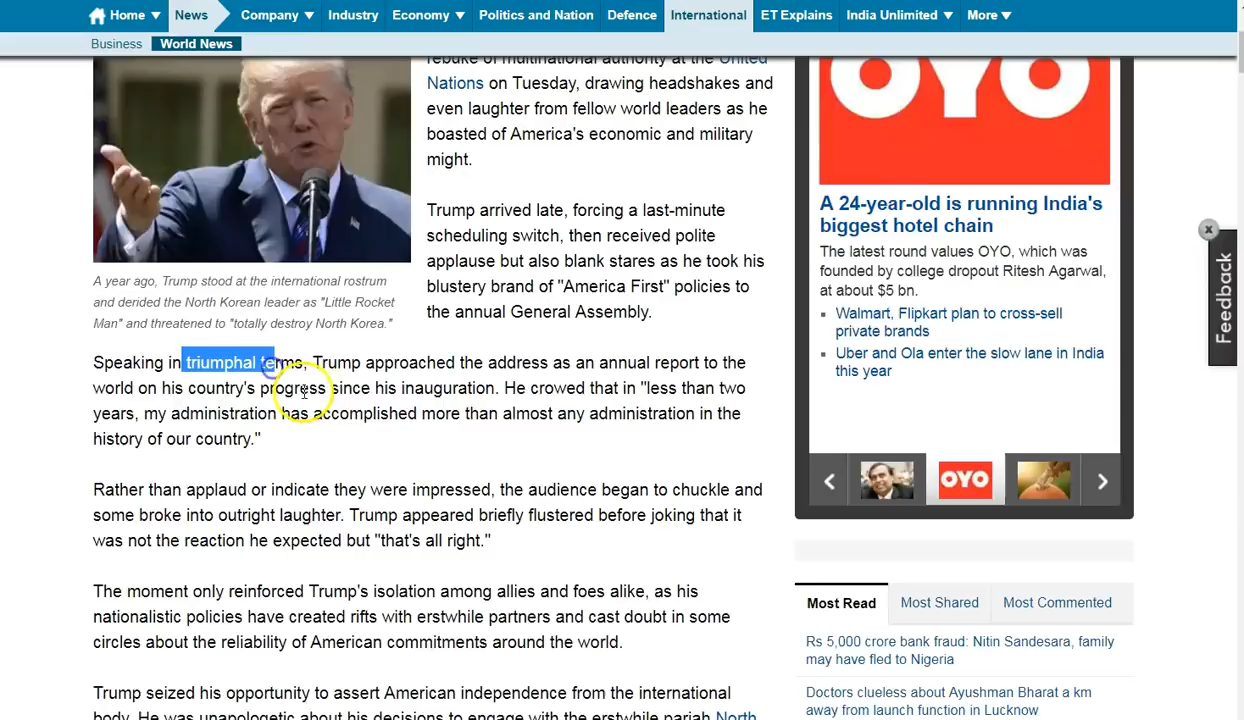 Home
News
Company
Industry
Economy
Politics and Nation
Defence
International
ET Explains
India Unlimited
More
Business
World News
rebuke of multinational authority at the United
Nations on Tuesday, drawing headshakes and
even laughter from fellow world leaders as he
boasted of America's economic and military
might.
Trump arrived late, forcing a last-minute
scheduling switch, then received polite
applause but also blank stares as he took his
blustery brand of "America First" policies to
the annual General Assembly.
A year ago, Trump stood at the international rostrum
and derided the North Korean leader as "Little Rocket
Man" and threatened to "totally destroy North Korea."
Speaking in triumphal terms, Trump approached the address as an annual report to the
world on his country's progress since his inauguration. He crowed that in "less than two
years, my administration has accomplished more than almost any administration in the
history of our country."
Rather than applaud or indicate they were impressed, the audience began to chuckle and
some broke into outright laughter. Trump appeared briefly flustered before joking that it
was not the reaction he expected but "that's all right."
The moment only reinforced Trump's isolation among allies and foes alike, as his
nationalistic policies have created rifts with erstwhile partners and cast doubt in some
circles about the reliability of American commitments around the world.
Trump seized his opportunity to assert American independence from the international
body. He was unapologetic about his decisions to engage with the erstwhile pariah North
OYO
A 24-year-old is running India's
biggest hotel chain
The latest round values OYO, which was
founded by college dropout Ritesh Agarwal,
at about $5 bn.
Walmart, Flipkart plan to cross-sell
private brands
Uber and Ola enter the slow lane in India
this year
OYO
Most Read
Most Shared
Most Commented
Rs 5,000 crore bank fraud: Nitin Sandesara, family
may have fled to Nigeria
Doctors clueless about Ayushman Bharat a km
away from launch function in Lucknow
x
Feedback